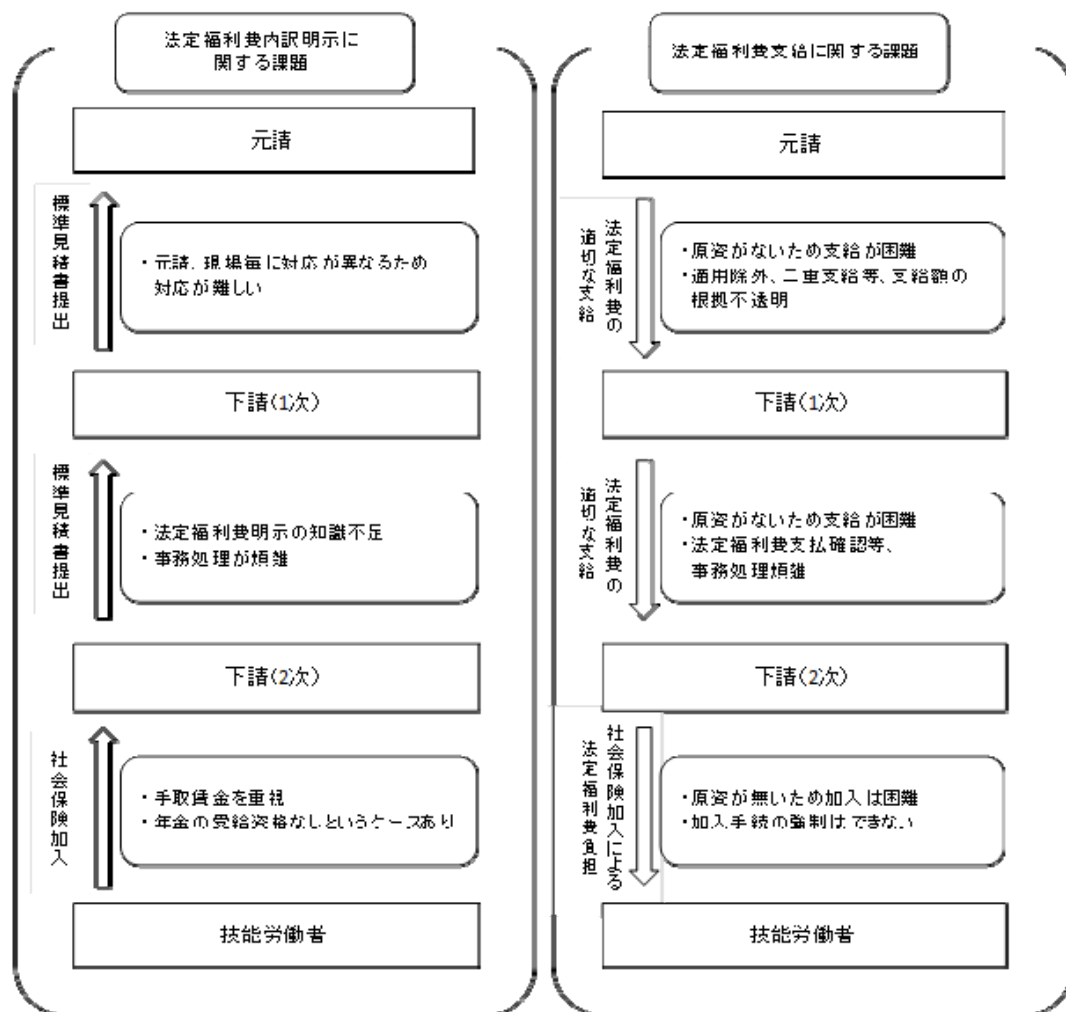 法定福利費内訳明示に
関する課題
元請
標準見積書提出
・元請、現場毎に対応が異なるため
対応が難しい
下請(1次)
標準見積書提出
・法定福利費明示の知識不足
・事務処理が煩雑
下請(2次)
社会保険加入
・手取賃金を重視
・年金の受給資格なしというケースあり
技能労働者
法定福利費支給に関する課題
元請
法定福利費の
適切な支給
・原資がないため支給が困難
・適用除外、二重支給等、支給額の
根拠不透明
下請(1次)
法定福利費の
適切な支給
・原資がないため支給が困難
・法定福利費支払確認等、
事務処理煩雑
下請(2次)
社会保険加入による
法定福利費負担
・原資が無いため加入は困難
・加入手続の強制はできない
技能労働者